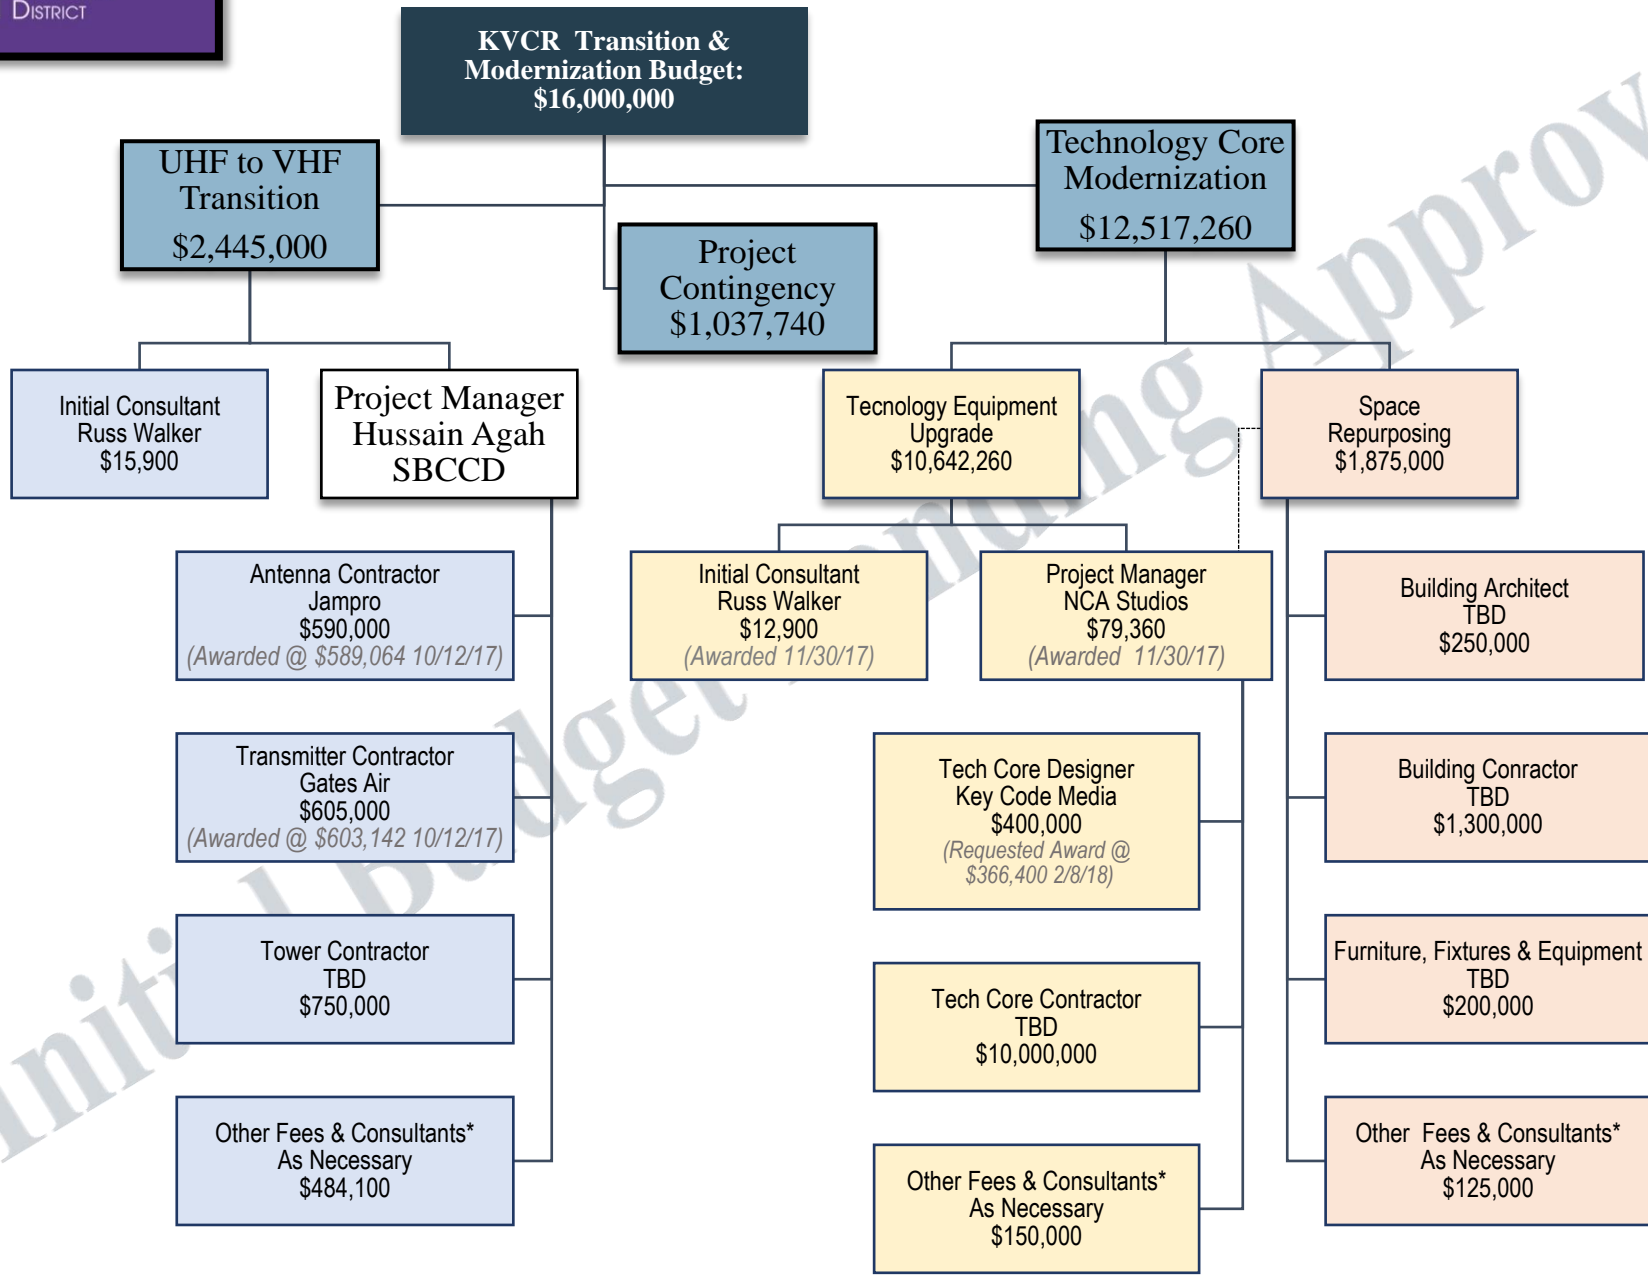 DISTRICT
KVCR Transition &
Modernization Budget:
$16,000,000
UHF to VHF
Transition
$2,445,000
Project
Contingency
$1,037,740
Technology Core
Modernization
$12,517,260
Initial Consultant
Russ Walker
$15,900
Project Manager
Hussain Agah
SBCCD
Tecnology Equipment
Upgrade
$10,642,260
Space
Repurposing
$1,875,000
Antenna Contractor
Jampro
$590,000
(Awarded @ $589,064 10/12/17)
Transmitter Contractor
Gates Air
$605,000
(Awarded @ $603,142 10/12/17)
Tower Contractor
TBD
$750,000
Other Fees & Consultants*
As Necessary
$484,100
Initial Consultant
Russ Walker
$12,900
(Awarded 11/30/17)
Project Manager
NCA Studios
$79,360
(Awarded 11/30/17)
Tech Core Designer
Key Code Media
$400,000
(Requested Award @
$366,400 2/8/18)
Tech Core Contractor
TBD
$10,000,000
Other Fees & Consultants*
As Necessary
$150,000
Building Architect
TBD
$250,000
Building Conractor
TBD
$1,300,000
Furniture, Fixtures & Equipment
TBD
$200,000
Other Fees & Consultants*
As Necessary
$125,000